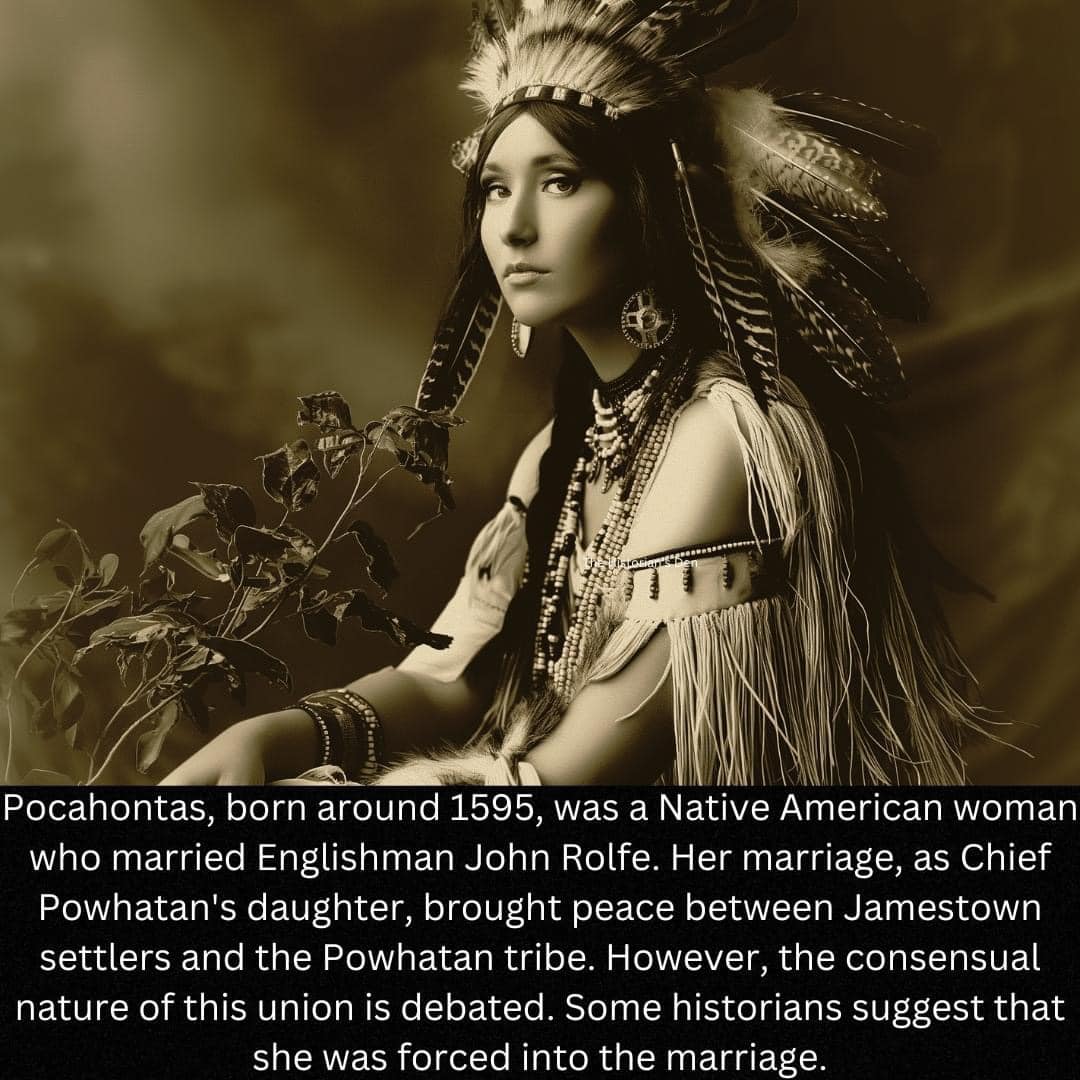 The Historian's Den
Pocahontas, born around 1595, was a Native American woman
who married Englishman John Rolfe. Her marriage, as Chief
Powhatan's daughter, brought peace between Jamestown
settlers and the Powhatan tribe. However, the consensual
nature of this union is debated. Some historians suggest that
she was forced into the marriage.